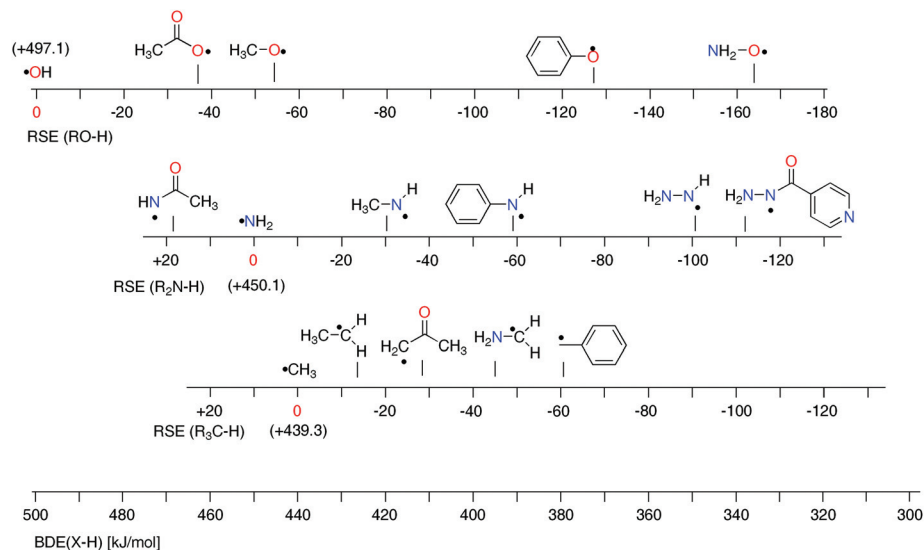 (+497.1)
•OH
O
H₃C
O•
H₃C
O•
O
NH₂
O•
0
-20
-40
-60
-80
-100
-120
-140
-160
-180
RSE (RO-H)
O
HN
CH₃
•NH₂
H₃C
N
H
H
N
H₂N
N
H
H₂N
N
O
N
+20
0
-20
-40
-60
-80
-100
-120
RSE (R₂N-H)
(+450.1)
•CH₃
H₃C
C
H
H
H₂C
O
CH₃
H₂N
C
H
H
+20
0
-20
-40
-60
-80
-100
-120
RSE (R₃C-H)
(+439.3)
500
480
460
440
420
400
380
360
340
320
300
BDE(X-H) [kJ/mol]